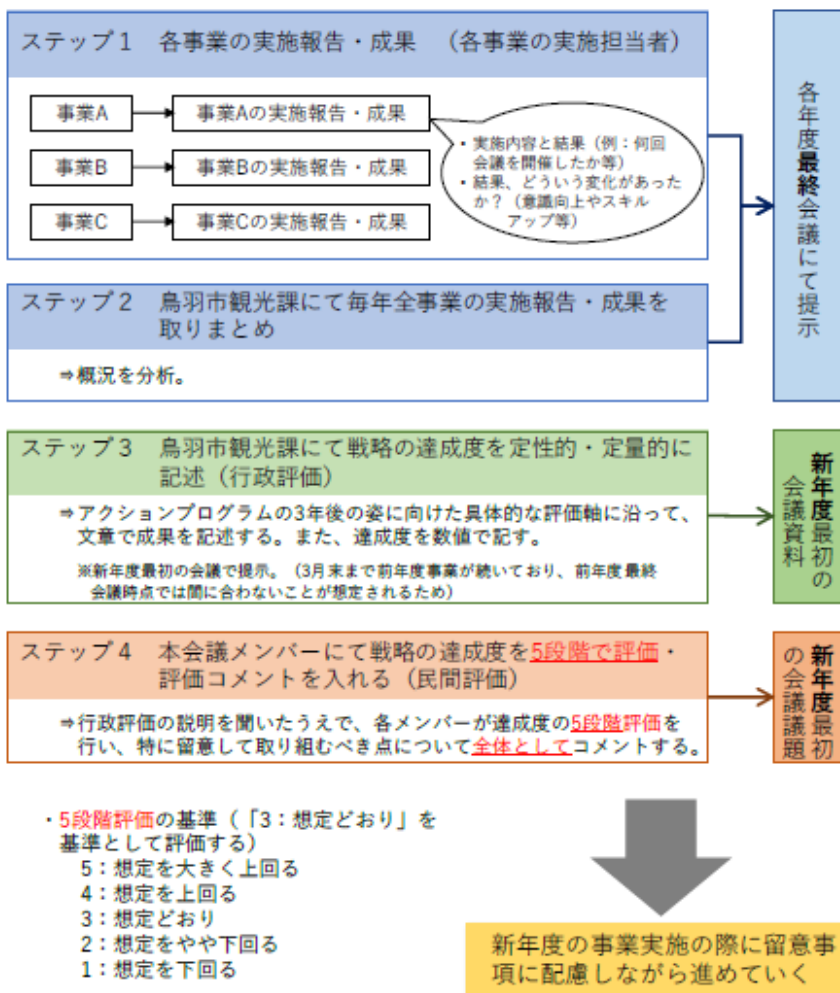 ステップ1 各事業の実施報告・成果 (各事業の実施担当者)
事業A
事業Aの実施報告・成果
事業B
事業Bの実施報告・成果
事業C
事業Cの実施報告・成果
・実施内容と結果（例：何回
会議を開催したか等）
・結果、どういう変化があった
か？（意識向上やスキル
アップ等）
各年度最終会議にて提示
ステップ2 鳥羽市観光課にて毎年全事業の実施報告・成果を
取りまとめ
⇒概況を分析。
ステップ3 鳥羽市観光課にて戦略の達成度を定性的・定量的に
記述（行政評価）
⇒アクションプログラムの3年後の姿に向けた具体的な評価軸に沿って、
文章で成果を記述する。また、達成度を数値で記す。
※新年度最初の会議で提示。（3月末まで前年度事業が続いており、前年度最終
会議時点では間に合わないことが想定されるため）
新年度最初の
会議資料
ステップ4 本会議メンバーにて戦略の達成度を5段階で評価・
評価コメントを入れる（民間評価）
⇒行政評価の説明を聞いたうえで、各メンバーが達成度の5段階評価を
行い、特に留意して取り組むべき点について全体としてコメントする。
新年度最初
の会議議題
・5段階評価の基準（「3：想定どおり」を
基準として評価する）
5：想定を大きく上回る
4：想定を上回る
3：想定どおり
2：想定をやや下回る
1：想定を下回る
新年度の事業実施の際に留意事
項に配慮しながら進めていく